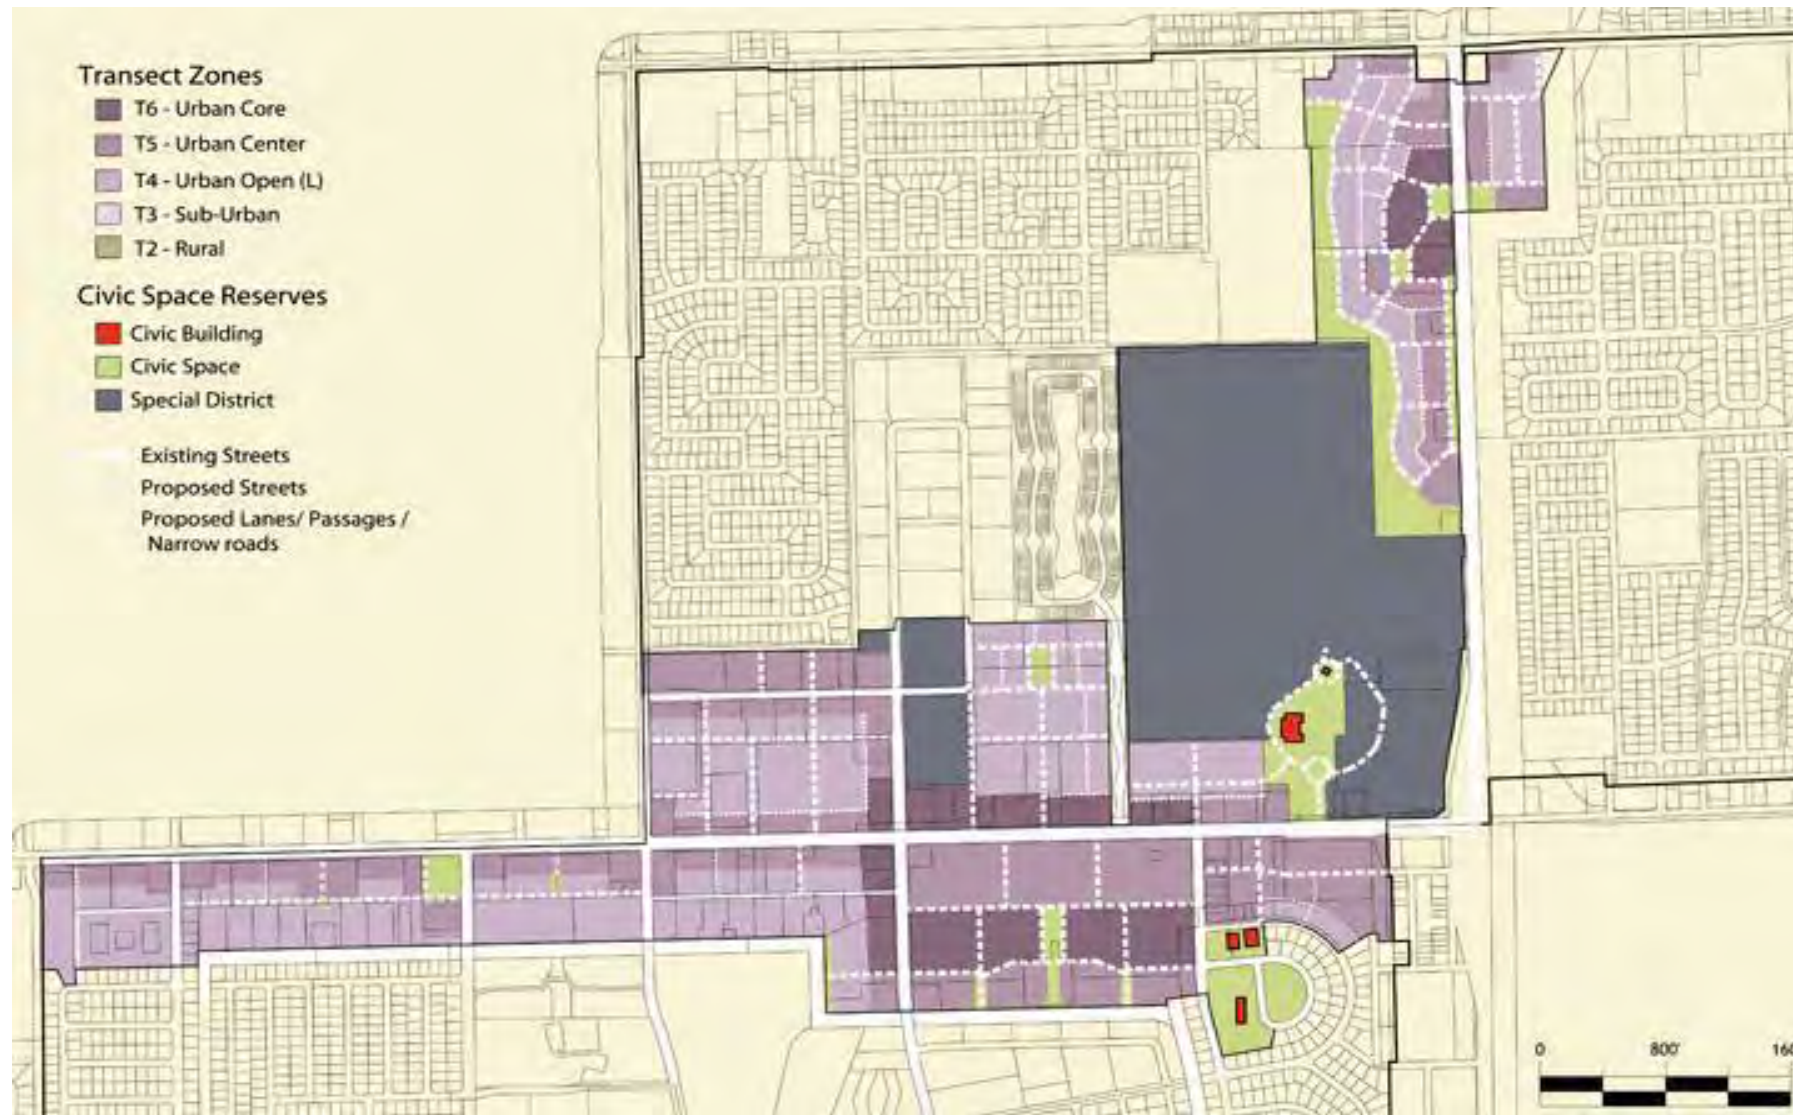 Transect Zones
T6 - Urban Core
T5 - Urban Center
T4 - Urban Open (L)
T3 - Sub-Urban
T2 - Rural
Civic Space Reserves
Civic Building
Civic Space
Special District
Existing Streets
Proposed Streets
Proposed Lanes/ Passages /
Narrow roads
0 800' 160